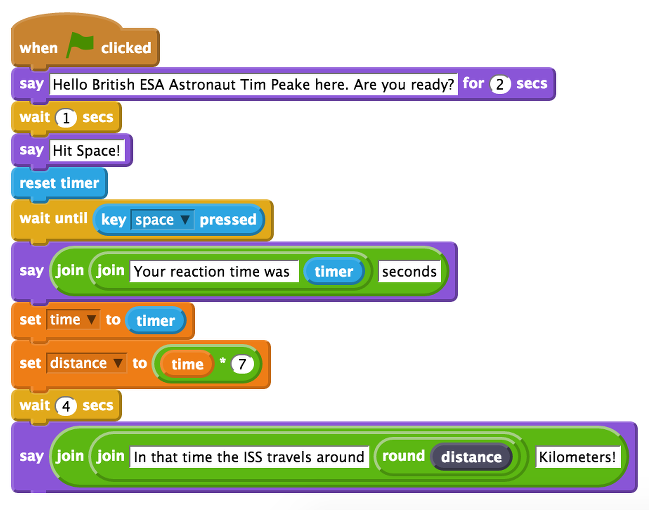 when clicked
say Hello British ESA Astronaut Tim Peake here. Are you ready? for 2 secs
wait 1 secs
say Hit Space!
reset timer
wait until key space pressed
say join join Your reaction time was timer seconds
set time to timer
set distance to time * 7
wait 4 secs
say join join In that time the ISS travels around round distance Kilometers!